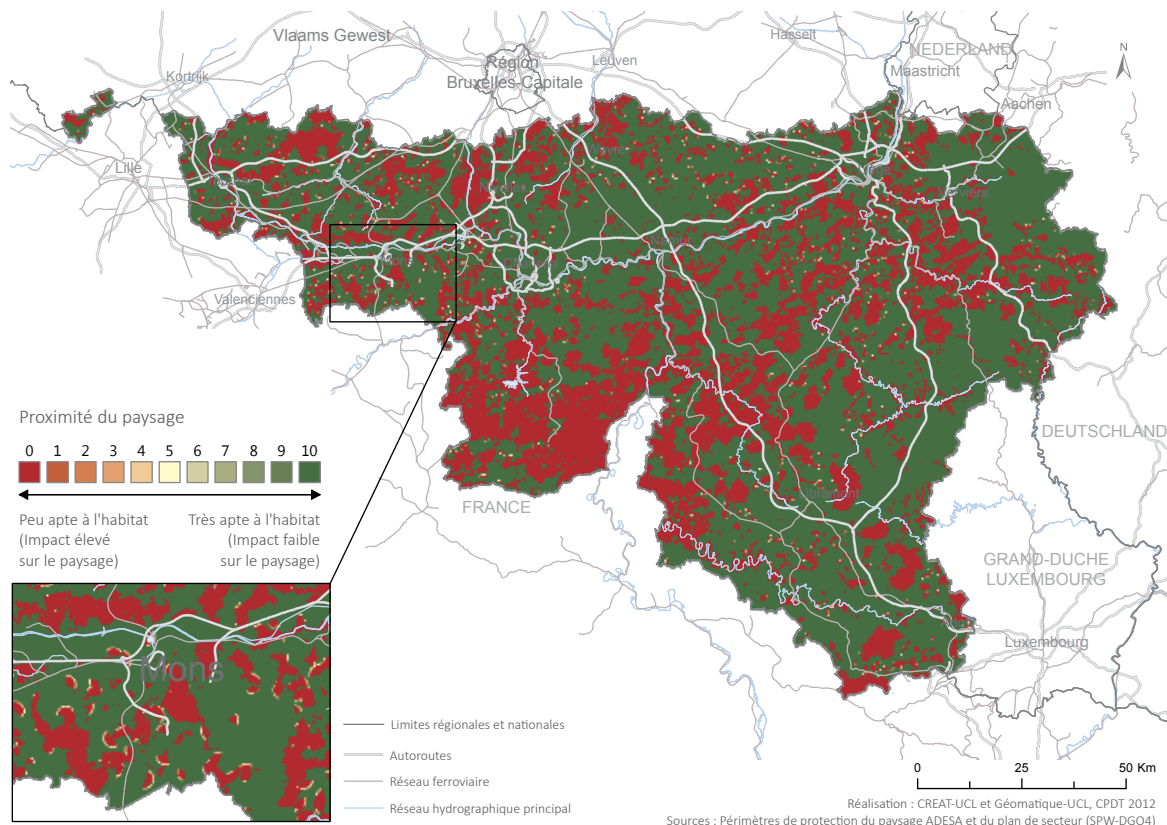 Vlaams Gewest
Hasselt
NEDERLAND
Région
Bruxelles-Capitale
Leuven
Maastricht
Kortrijk
N
Aachen
Lille
Mons
Valenciennes
Libramont
Proximité du paysage
0 1 2 3 4 5 6 7 8 9 10
Peu apte à l'habitat
(Impact élevé
sur le paysage)
Très apte à l'habitat
(Impact faible
sur le paysage)
FRANCE
DEUTSCHLAND
GRAND-DUCHE
LUXEMBOURG
Luxembourg
Mons
Limites régionales et nationales
Autoroutes
Réseau ferroviaire
Réseau hydrographique principal
0 25 50 Km
Réalisation : CREAT-UCL et Géomatique-UCL, CPDT 2012
Sources : Périmètres de protection du paysage ADESA et du plan de secteur (SPW-DGO4)